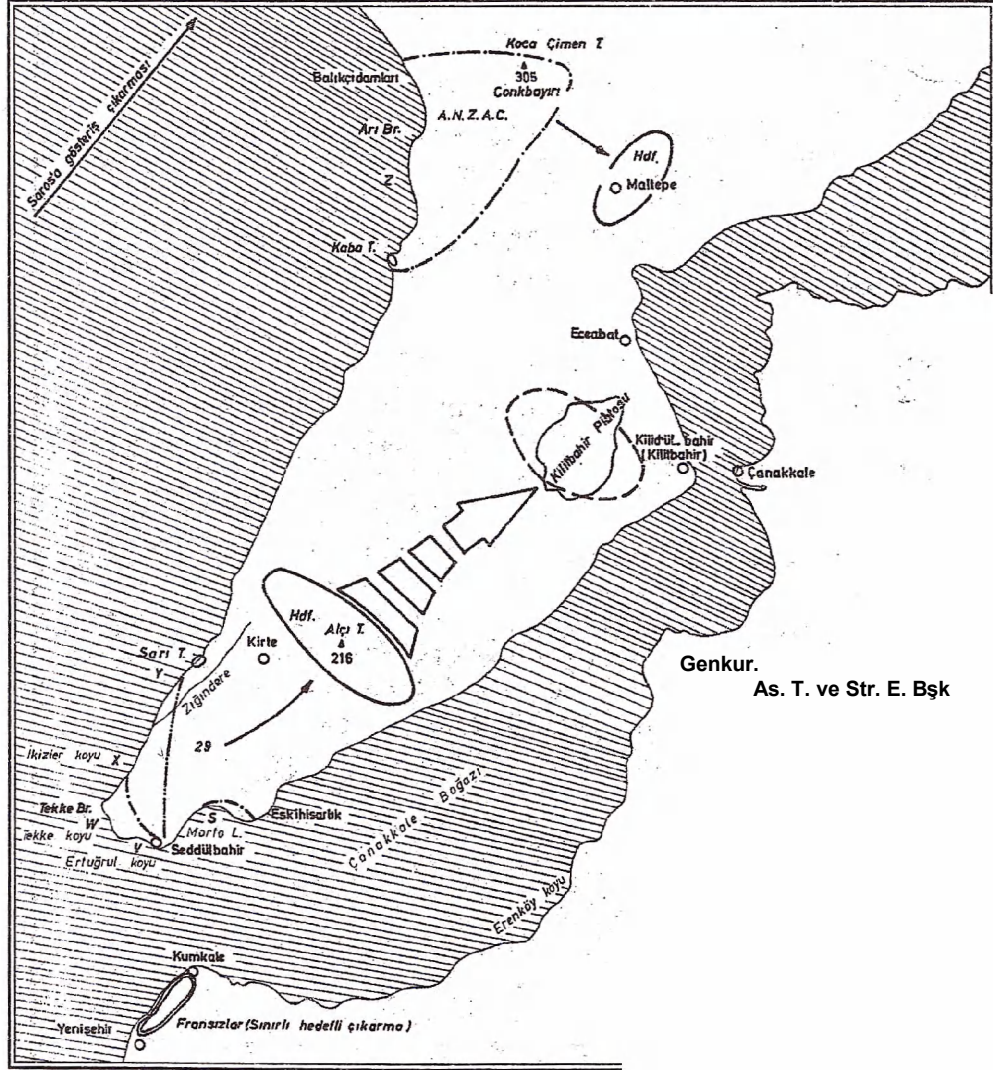 Koca Çimen T.
305
Conkbayırı
Balıkçıdamları
A.N.Z.A.C.
Saros'a gösteriş çıkarması
Arı Br.
Z
Hdf.
Maltepe
Kaba T.
Eceabat
Kilitbahir Platosu
Kilidül bahir
(Kilitbahir)
Çanakkale
Hdf.
Alçı T.
216
Kirte
Sarı T.
Y
Zığındere
Genkur.
As. T. ve Str. E. Bşk
29
İkizler koyu
X
Tekke Br.
W
Tekke koyu
V
Seddülbahir
Ertuğrul koyu
S
Morto L.
Eskihisarlık
Çanakkale Boğazı
Erenköy koyu
Kumkale
Yenişehir
Fransızlar (Sınırlı hedefli çıkarma)